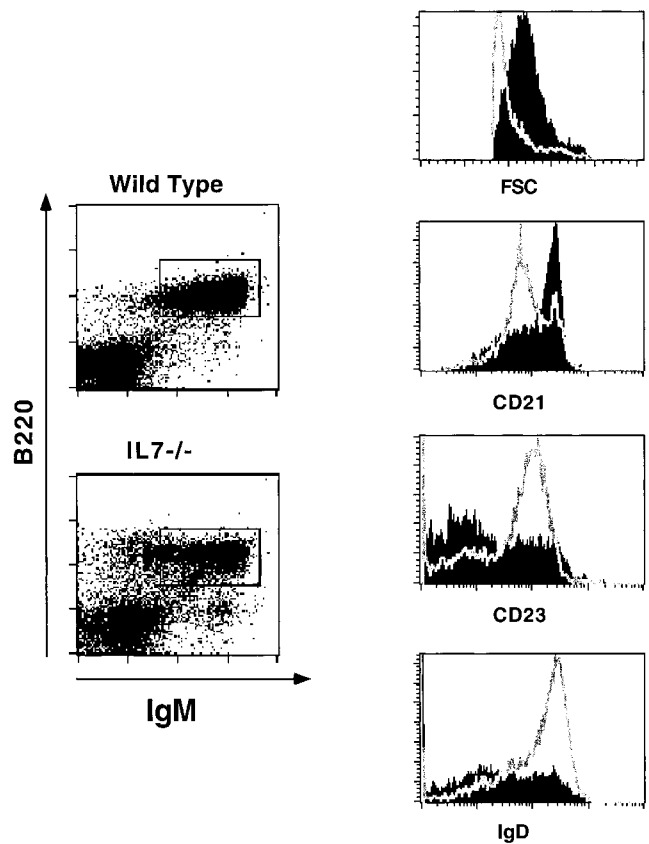 Wild Type
IL7-/-
B220
IgM
FSC
CD21
CD23
IgD